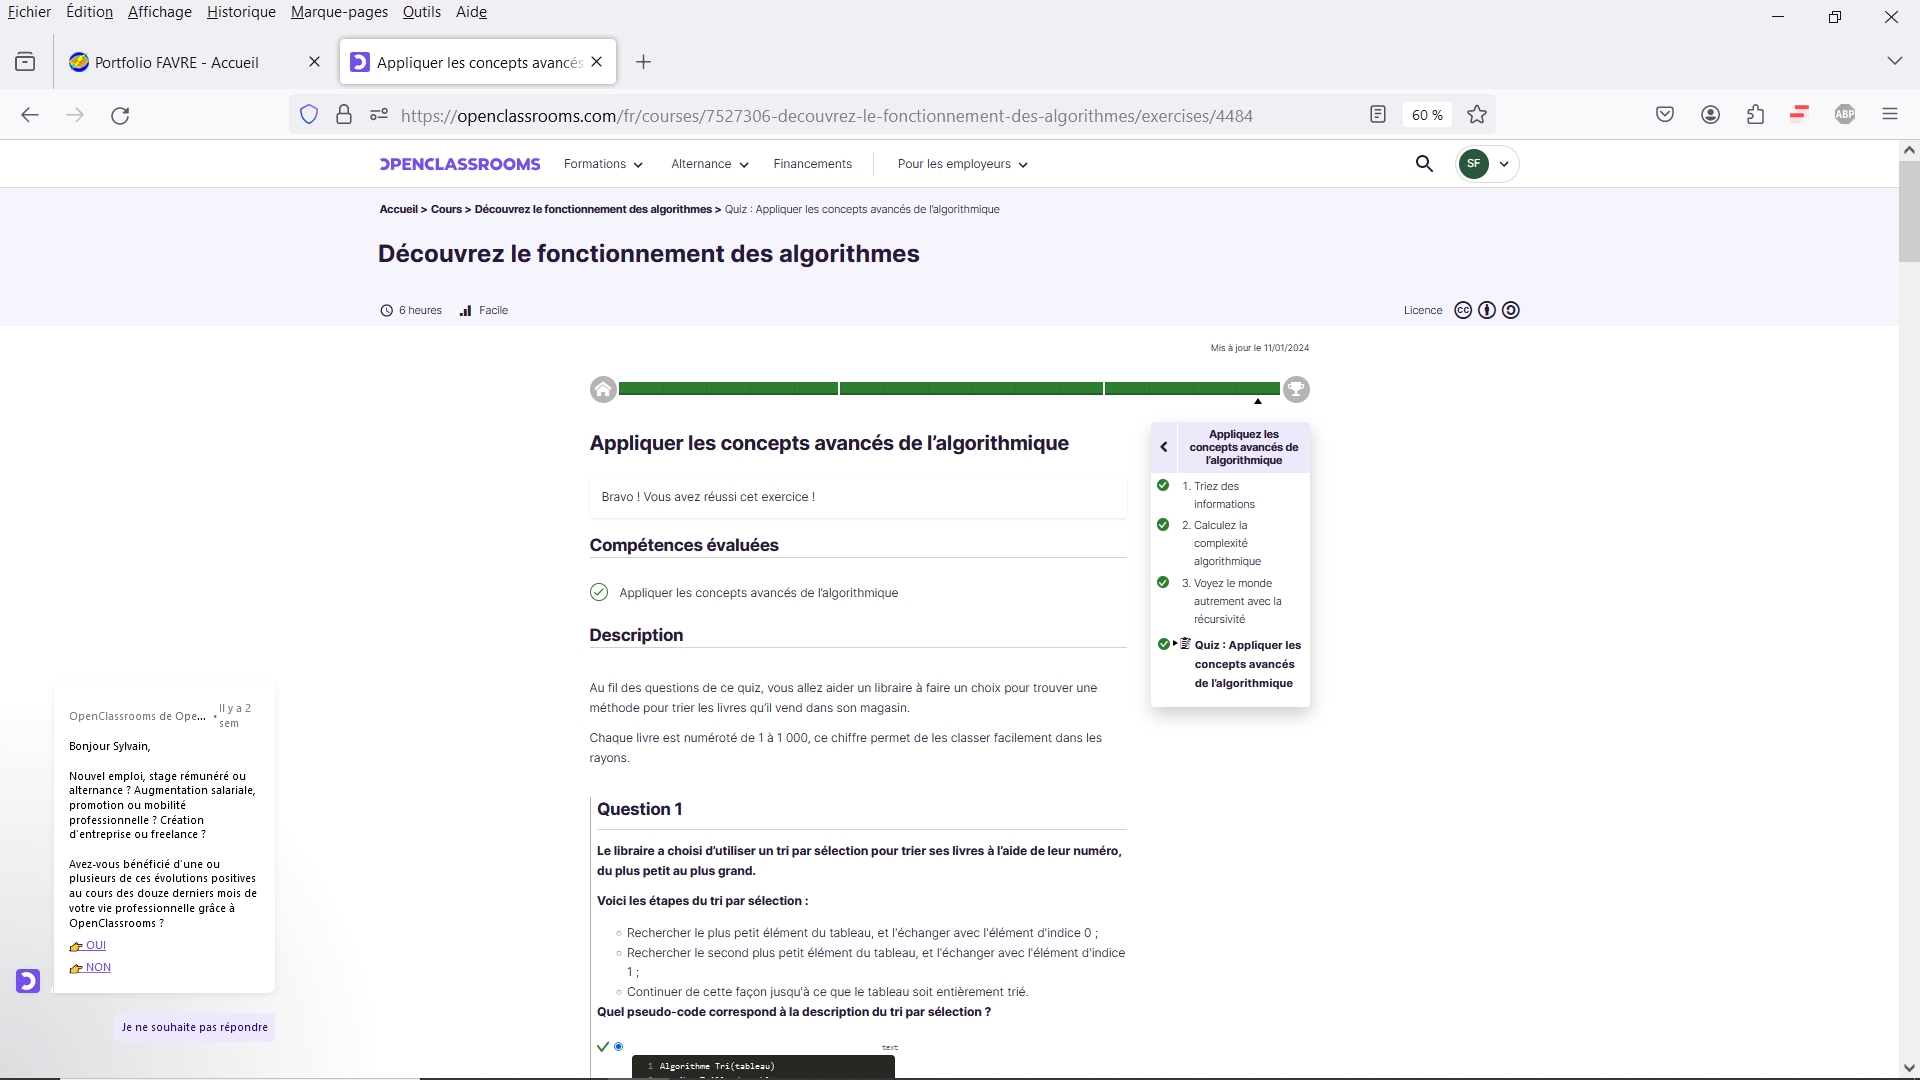 Fichier Édition Affichage Historique Marque-pages Outils Aide
Portfolio FAVRE - Accueil
Appliquer les concepts avancés
https://openclassrooms.com/fr/courses/7527306-decouvrez-le-fonctionnement-des-algorithmes/exercises/4484
60 %
ABP
OPENCLASSROOMS
Formations
Alternance
Financements
Pour les employeurs
SF
Accueil > Cours > Découvrez le fonctionnement des algorithmes > Quiz : Appliquer les concepts avancés de l'algorithmique
Découvrez le fonctionnement des algorithmes
6 heures
Facile
Licence
cc
Mis à jour le 11/01/2024
Appliquer les concepts avancés de l’algorithmique
Bravo ! Vous avez réussi cet exercice !
Compétences évaluées
Appliquer les concepts avancés de l'algorithmique
Description
Au fil des questions de ce quiz, vous allez aider un libraire à faire un choix pour trouver une
méthode pour trier les livres qu’il vend dans son magasin.
Chaque livre est numéroté de 1 à 1 000, ce chiffre permet de les classer facilement dans les
rayons.
Question 1
Le libraire a choisi d’utiliser un tri par sélection pour trier ses livres à l’aide de leur numéro,
du plus petit au plus grand.
Voici les étapes du tri par sélection :
Rechercher le plus petit élément du tableau, et l'échanger avec l'élément d'indice 0 ;
Rechercher le second plus petit élément du tableau, et l'échanger avec l'élément d'indice
1 ;
Continuer de cette façon jusqu'à ce que le tableau soit entièrement trié.
Quel pseudo-code correspond à la description du tri par sélection ?
text
1 Algorithme Tri(tableau)
Appliquez les
concepts avancés de
l’algorithmique
1. Triez des
informations
2. Calculez la
complexité
algorithmique
3. Voyez le monde
autrement avec la
récursivité
Quiz : Appliquer les
concepts avancés
de l’algorithmique
OpenClassrooms de Ope... • Il y a 2
sem
Bonjour Sylvain,
Nouvel emploi, stage rémunéré ou
alternance ? Augmentation salariale,
promotion ou mobilité
professionnelle ? Création
d'entreprise ou freelance ?
Avez-vous bénéficié d'une ou
plusieurs de ces évolutions positives
au cours des douze derniers mois de
votre vie professionnelle grâce à
OpenClassrooms ?
👉 OUI
👉 NON
Je ne souhaite pas répondre